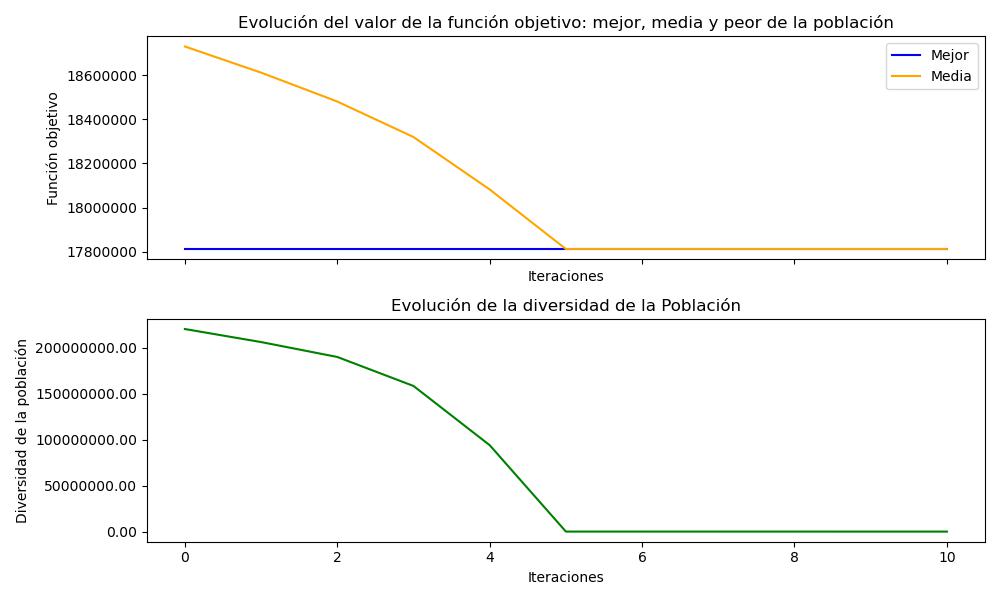 Evolución del valor de la función objetivo: mejor, media y peor de la población
Mejor
Media
18600000
18400000
18200000
18000000
17800000
Función objetivo
Iteraciones
Evolución de la diversidad de la Población
200000000.00
150000000.00
100000000.00
50000000.00
0.00
Diversidad de la población
0 2 4 6 8 10
Iteraciones